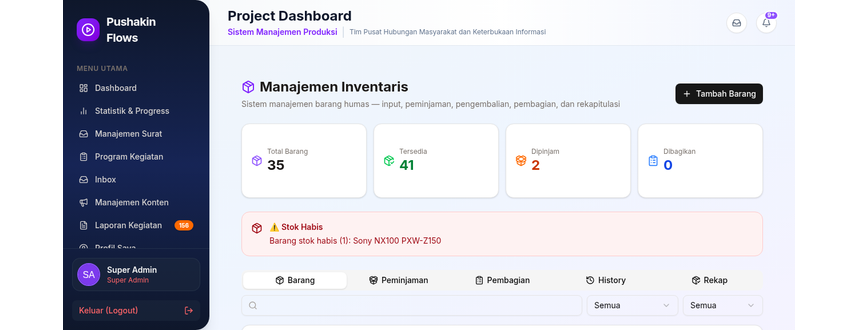 Pushakin
Flows
MENU UTAMA
Dashboard
Statistik & Progress
Manajemen Surat
Program Kegiatan
Inbox
Manajemen Konten
Laporan Kegiatan 156
Profil Saya
SA
Super Admin
Super Admin
Keluar (Logout)
Project Dashboard
Sistem Manajemen Produksi
Tim Pusat Hubungan Masyarakat dan Keterbukaan Informasi
9+
Manajemen Inventaris
Sistem manajemen barang humas — input, peminjaman, pengembalian, pembagian, dan rekapitulasi
+ Tambah Barang
Total Barang
35
Tersedia
41
Dipinjam
2
Dibagikan
0
⚠️ Stok Habis
Barang stok habis (1): Sony NX100 PXW-Z150
Barang
Peminjaman
Pembagian
History
Rekap
Semua
Semua